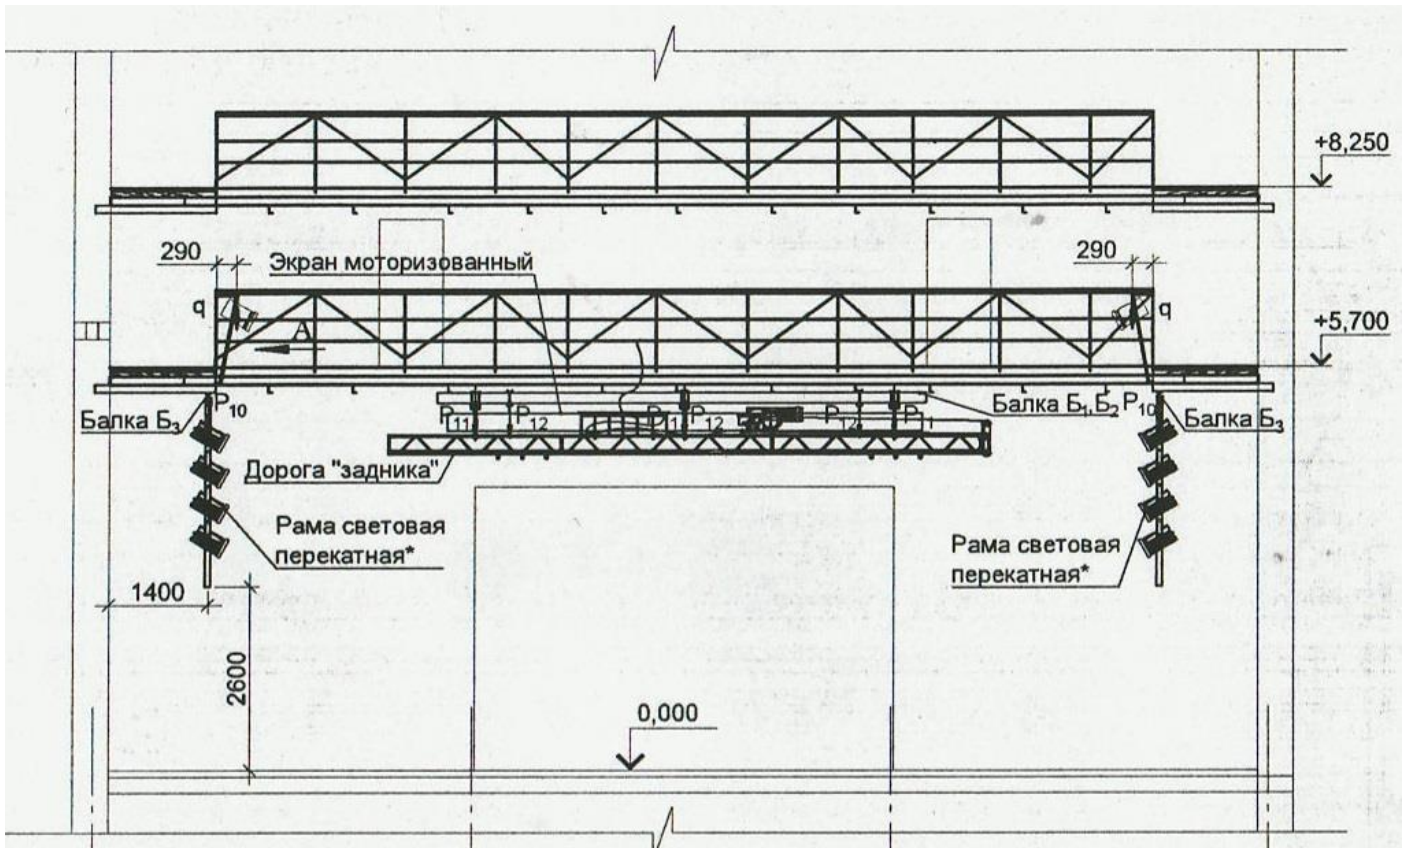 +8,250
290
Экран моторизованный
290
q
q
А
+5,700
Балка Б3
P10
P11
P12
P11
P12
P12
P11
Балка Б1,Б2
P10
Балка Б3
Дорога "задника"
Рама световая
перекатная*
Рама световая
перекатная*
1400
2600
0,000